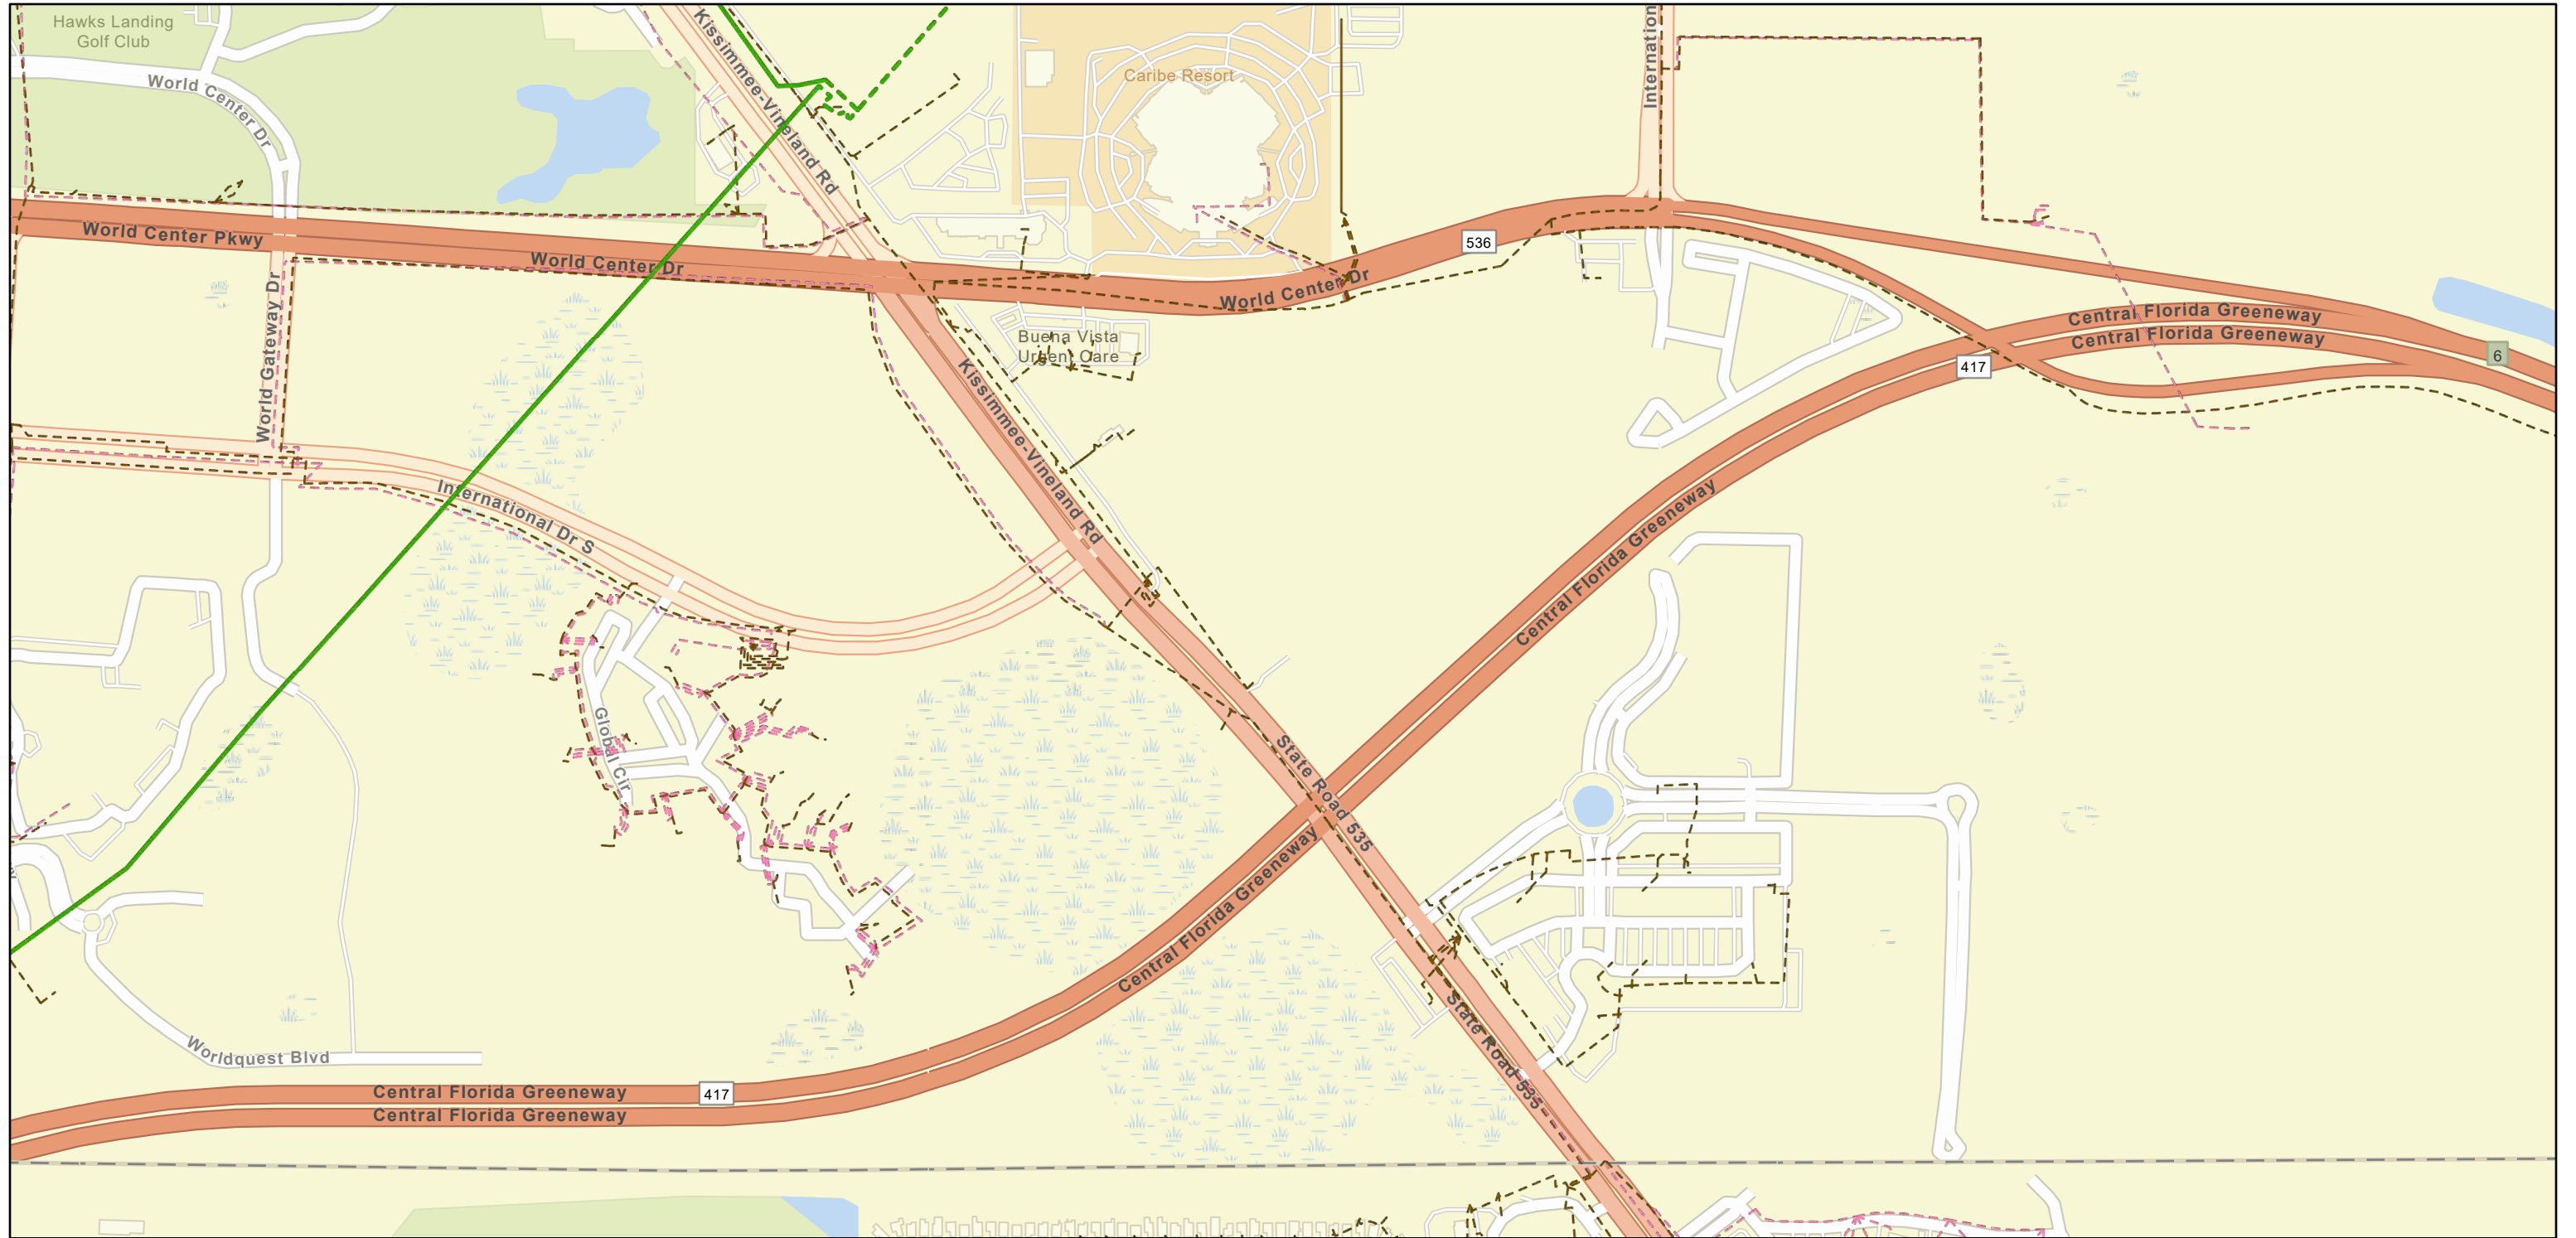 Hawks Landing
Golf Club
World Center Dr
Kissimmee-Vineland Rd
Caribe Resort
Internation
World Center Pkwy
World Center Dr
536
World Center Dr
World Gateway Dr
Buena Vista
Urgent Care
Central Florida Greeneway
Central Florida Greeneway
6
417
Kissimmee-Vineland Rd
International Dr S
Central Florida Greeneway
Global Cir
State Road 535
Central Florida Greeneway
State Road 535
Worldquest Blvd
Central Florida Greeneway
417
Central Florida Greeneway